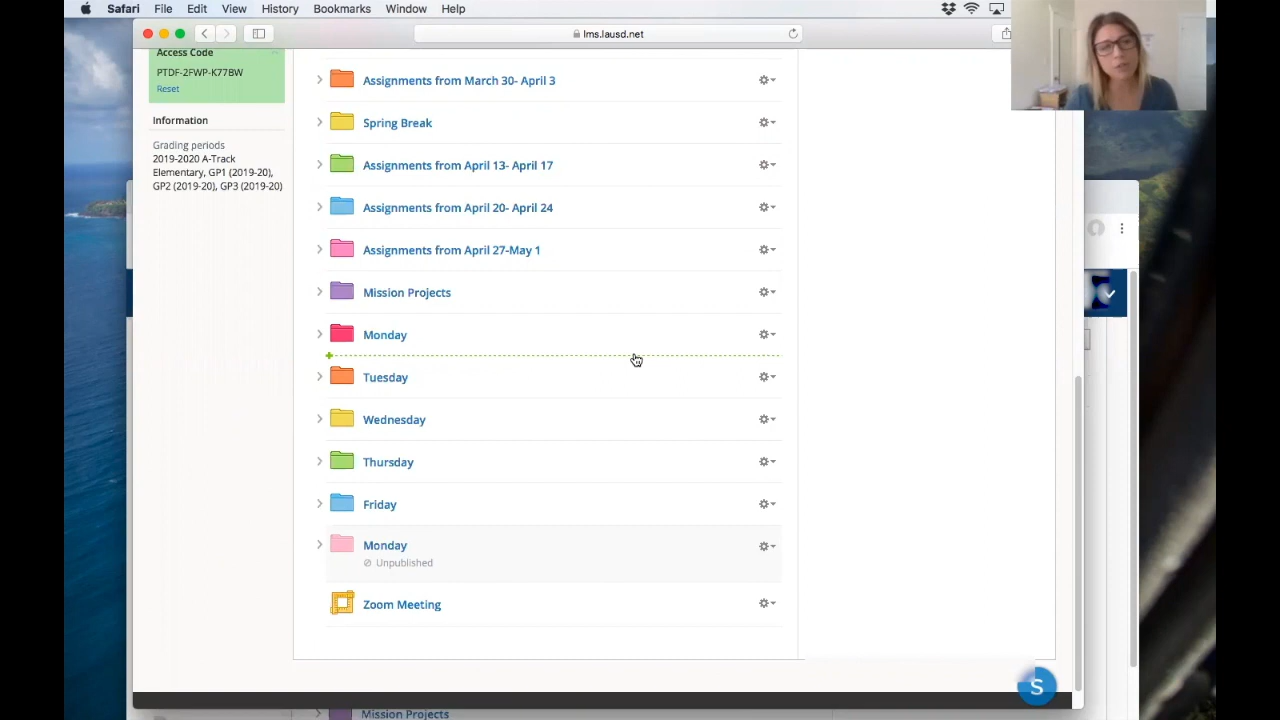 Safari File Edit View History Bookmarks Window Help
lms.lausd.net
Access Code
PTDF-2FWP-K77BW
Reset
Information
Grading periods
2019-2020 A-Track
Elementary, GP1 (2019-20),
GP2 (2019-20), GP3 (2019-20)
Assignments from March 30- April 3
Spring Break
Assignments from April 13- April 17
Assignments from April 20- April 24
Assignments from April 27-May 1
Mission Projects
Monday
Tuesday
Wednesday
Thursday
Friday
Monday
Unpublished
Zoom Meeting
S
Mission Projects